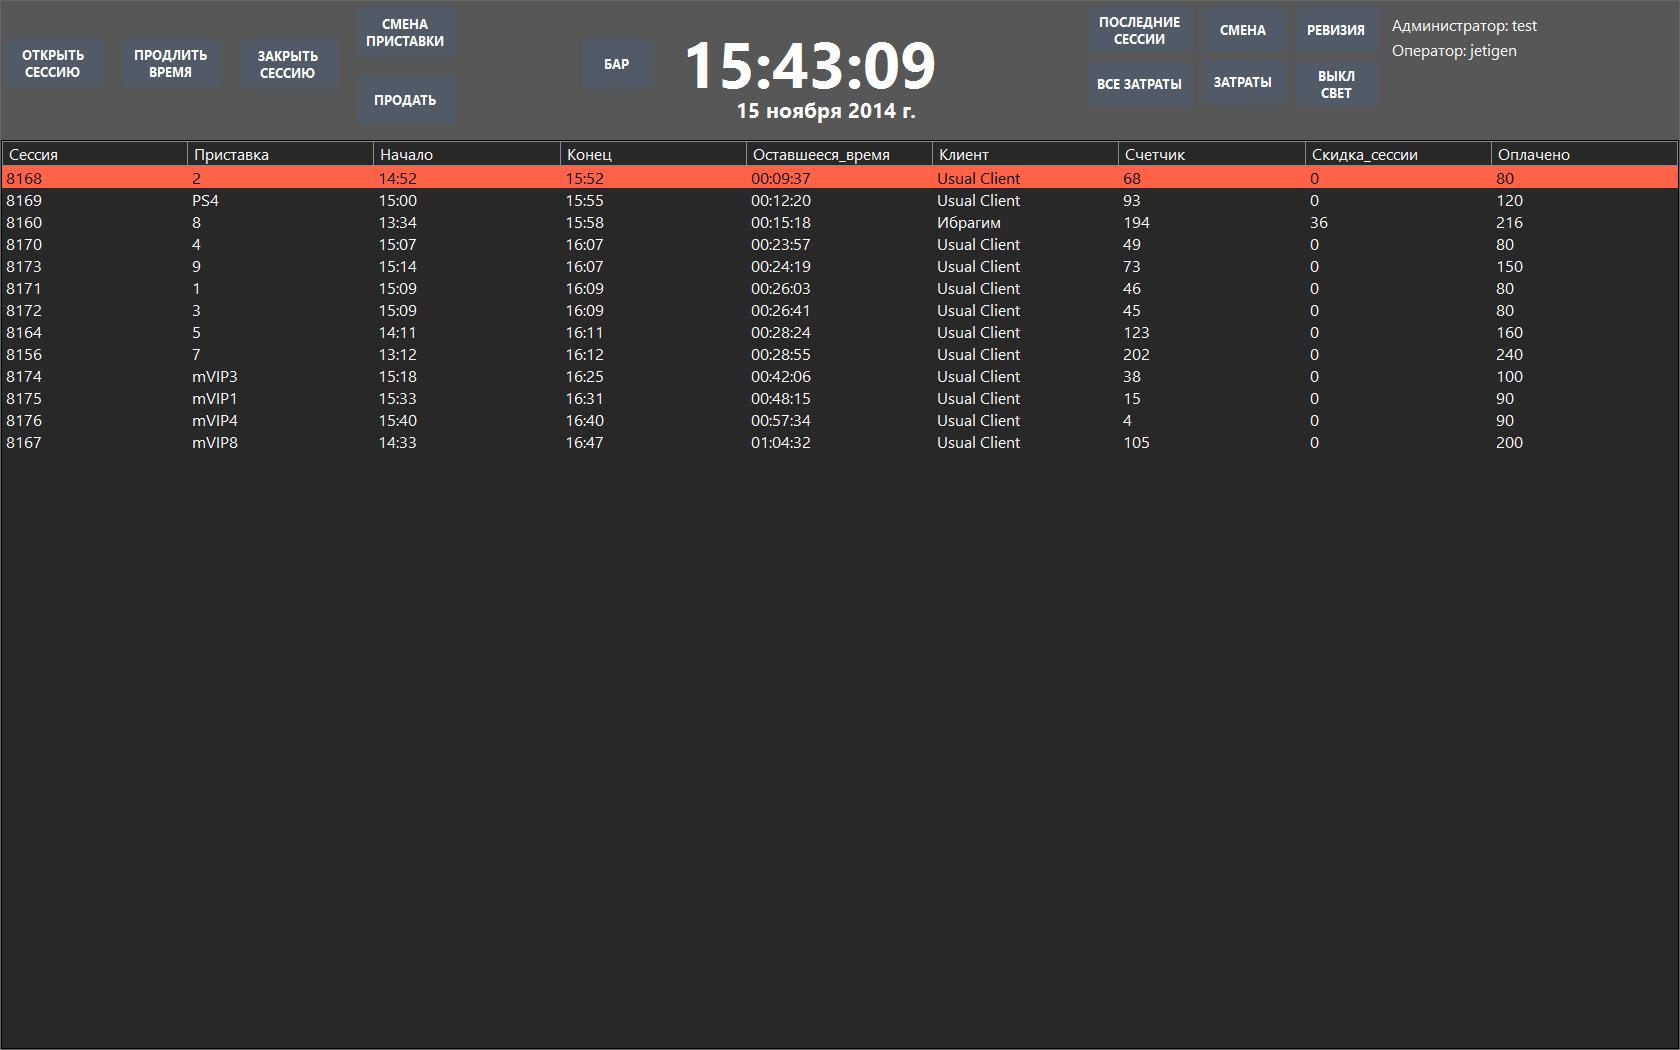 ОТКРЫТЬ
СЕССИЮ
ПРОДЛИТЬ
ВРЕМЯ
ЗАКРЫТЬ
СЕССИЮ
СМЕНА
ПРИСТАВКИ
ПРОДАТЬ
БАР
15:43:09
15 ноября 2014 г.
ПОСЛЕДНИЕ
СЕССИИ
СМЕНА
РЕВИЗИЯ
ВСЕ ЗАТРАТЫ
ЗАТРАТЫ
ВЫКЛ
СВЕТ
Администратор: test
Оператор: jetigen
Сессия Приставка Начало Конец Оставшееся_время Клиент Счетчик Скидка_сессии Оплачено
8168 2 14:52 15:52 00:09:37 Usual Client 68 0 80
8169 PS4 15:00 15:55 00:12:20 Usual Client 93 0 120
8160 8 13:34 15:58 00:15:18 Ибрагим 194 36 216
8170 4 15:07 16:07 00:23:57 Usual Client 49 0 80
8173 9 15:14 16:07 00:24:19 Usual Client 73 0 150
8171 1 15:09 16:09 00:26:03 Usual Client 46 0 80
8172 3 15:09 16:09 00:26:41 Usual Client 45 0 80
8164 5 14:11 16:11 00:28:24 Usual Client 123 0 160
8156 7 13:12 16:12 00:28:55 Usual Client 202 0 240
8174 mVIP3 15:18 16:25 00:42:06 Usual Client 38 0 100
8175 mVIP1 15:33 16:31 00:48:15 Usual Client 15 0 90
8176 mVIP4 15:40 16:40 00:57:34 Usual Client 4 0 90
8167 mVIP8 14:33 16:47 01:04:32 Usual Client 105 0 200